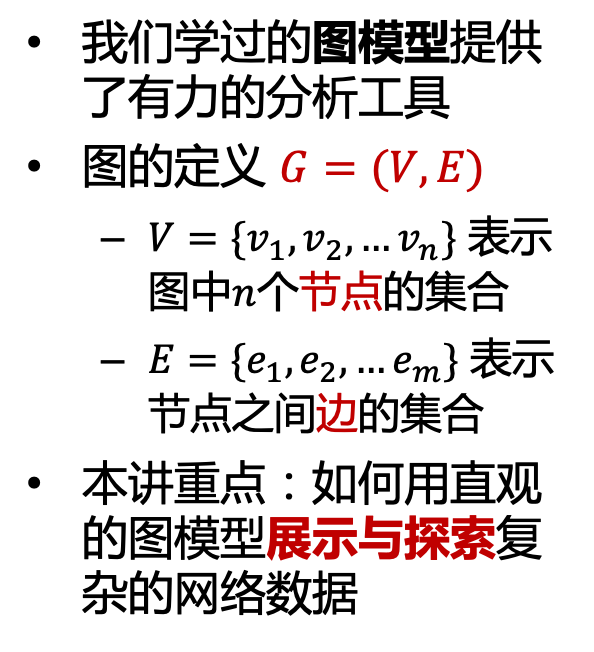 • 我们学过的图模型提供
了有力的分析工具
• 图的定义 G = (V, E)
– V = {v₁, v₂, … vₙ} 表示
图中n个节点的集合
– E = {e₁, e₂, … eₘ} 表示
节点之间边的集合
• 本讲重点：如何用直观
的图模型展示与探索复
杂的网络数据